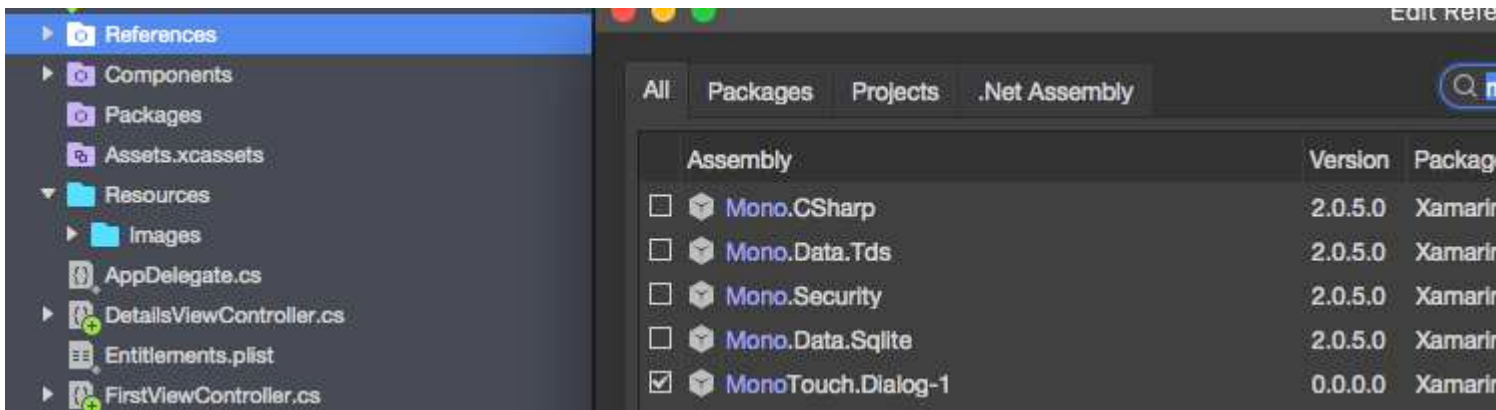 References
Components
Packages
Assets.xcassets
Resources
Images
AppDelegate.cs
DetailsViewController.cs
Entitlements.plist
FirstViewController.cs
All Packages Projects .Net Assembly
Assembly Version
Mono.CSharp 2.0.5.0
Mono.Data.Tds 2.0.5.0
Mono.Security 2.0.5.0
Mono.Data.Sqlite 2.0.5.0
MonoTouch.Dialog-1 0.0.0.0